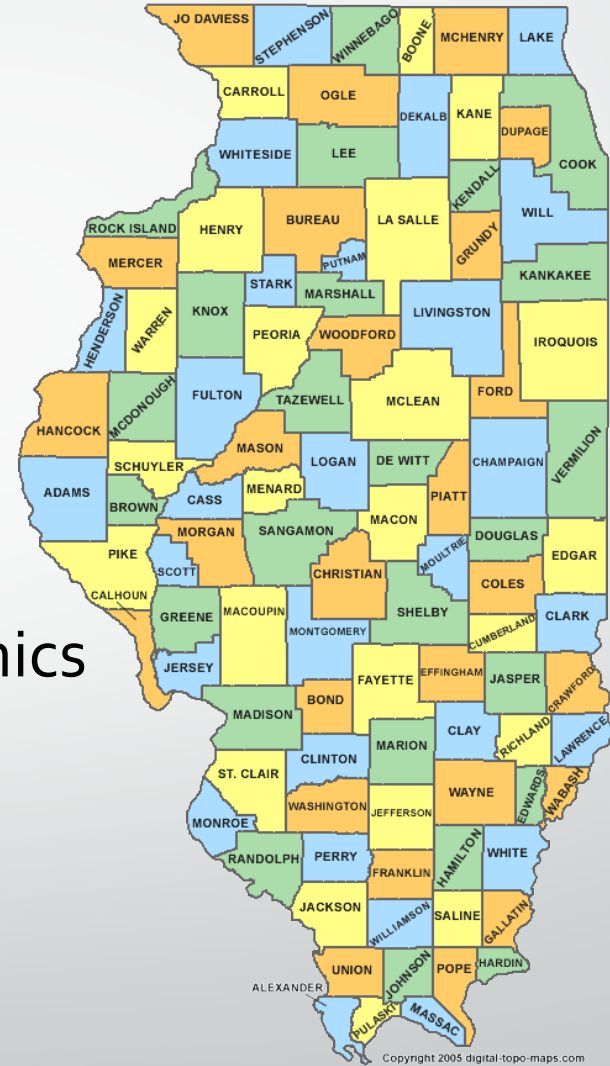 JO DAVIESS
STEPHENSON
WINNEBAGO
BOONE
MCHENRY
LAKE
CARROLL
OGLE
DEKALB
KANE
DUPAGE
COOK
WHITESIDE
LEE
KENDALL
WILL
ROCK ISLAND
HENRY
BUREAU
LA SALLE
GRUNDY
MERCER
PUTNAM
KANKAKEE
HENDERSON
WARREN
KNOX
STARK
MARSHALL
LIVINGSTON
IROQUOIS
PEORIA
WOODFORD
HANCOCK
MCDONOUGH
FULTON
TAZEWELL
MCLEAN
FORD
VERMILION
ADAMS
SCHUYLER
MASON
LOGAN
DE WITT
CHAMPAIGN
BROWN
CASS
MENARD
PIATT
PIKE
MORGAN
SANGAMON
MACON
MOULTRIE
DOUGLAS
EDGAR
SCOTT
CHRISTIAN
COLES
CALHOUN
GREENE
MACOUPIN
MONTGOMERY
SHELBY
CUMBERLAND
CLARK
nics
JERSEY
FAYETTE
EFFINGHAM
JASPER
CRAWFORD
MADISON
BOND
MARION
CLAY
RICHLAND
LAWRENCE
ST. CLAIR
CLINTON
WASHINGTON
JEFFERSON
WAYNE
EDWARDS
WABASH
MONROE
RANDOLPH
PERRY
FRANKLIN
HAMILTON
WHITE
JACKSON
WILLIAMSON
SALINE
GALLATIN
UNION
JOHNSON
POPE
HARDIN
ALEXANDER
PULASKI
MASSAC
Copyright 2005 digital-topo-maps.com